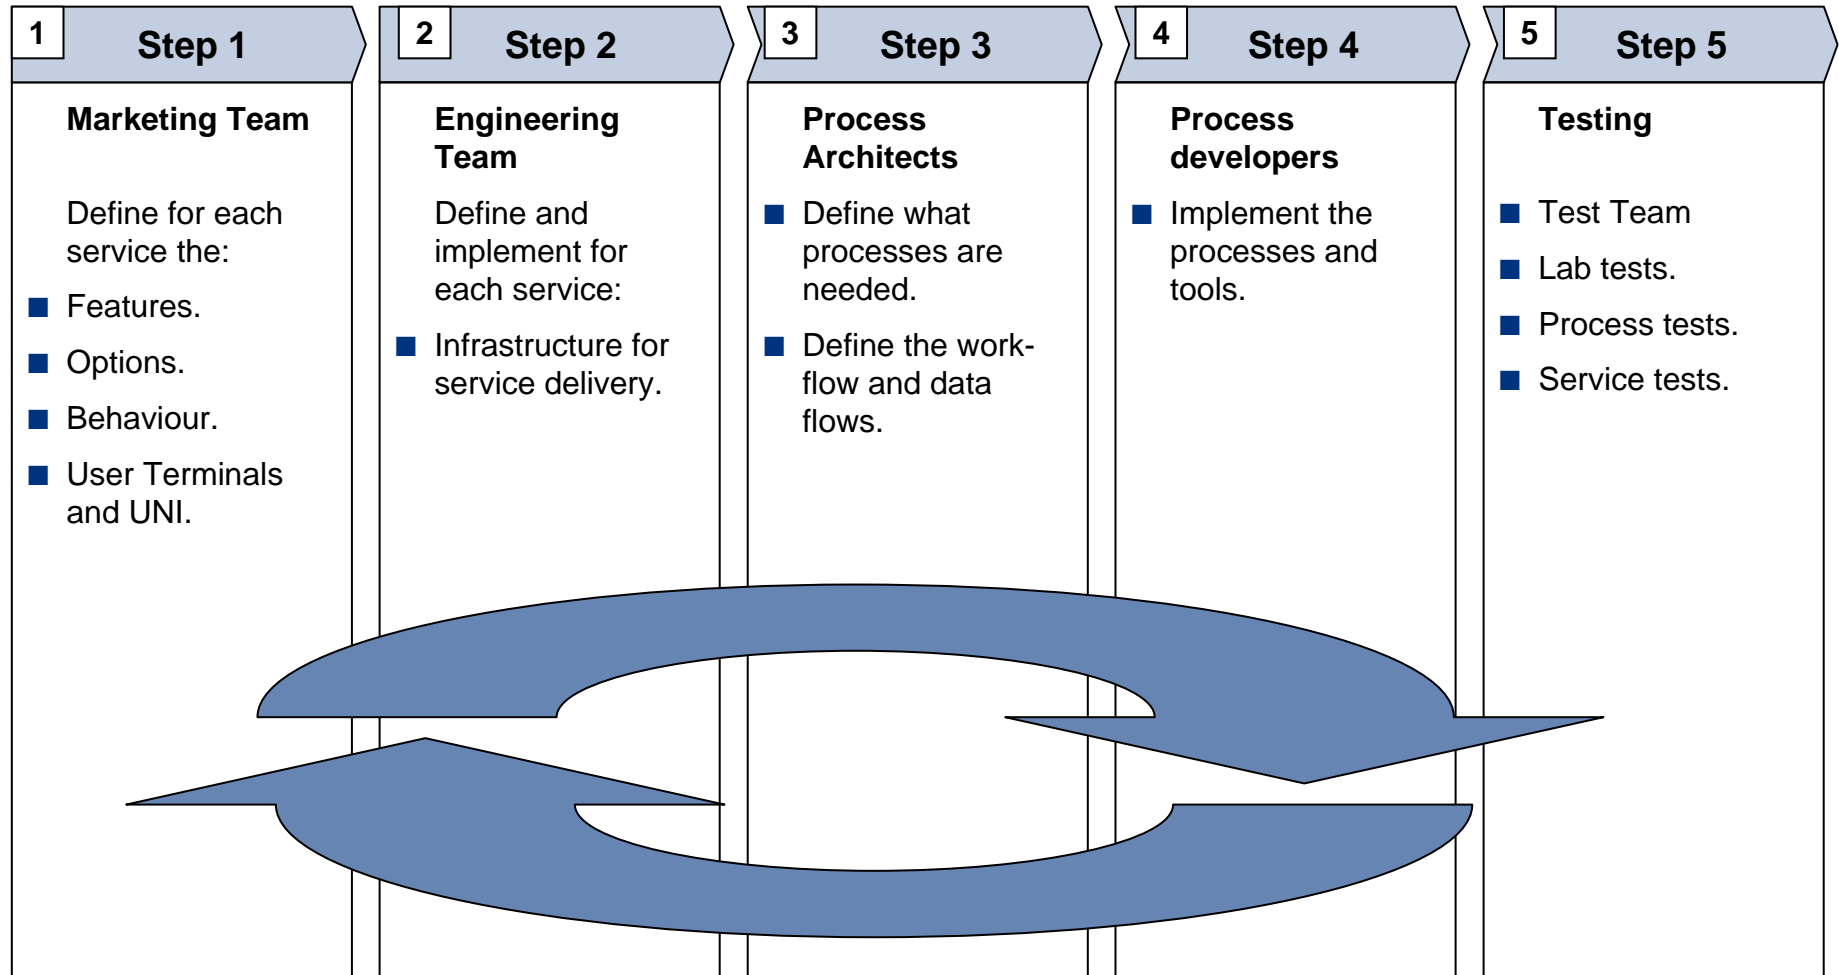 1
Step 1
Marketing Team
Define for each
service the:
Features.
Options.
Behaviour.
User Terminals
and UNI.
2
Step 2
Engineering
Team
Define and
implement for
each service:
Infrastructure for
service delivery.
3
Step 3
Process
Architects
Define what
processes are
needed.
Define the work-
flow and data
flows.
4
Step 4
Process
developers
Implement the
processes and
tools.
5
Step 5
Testing
Test Team
Lab tests.
Process tests.
Service tests.